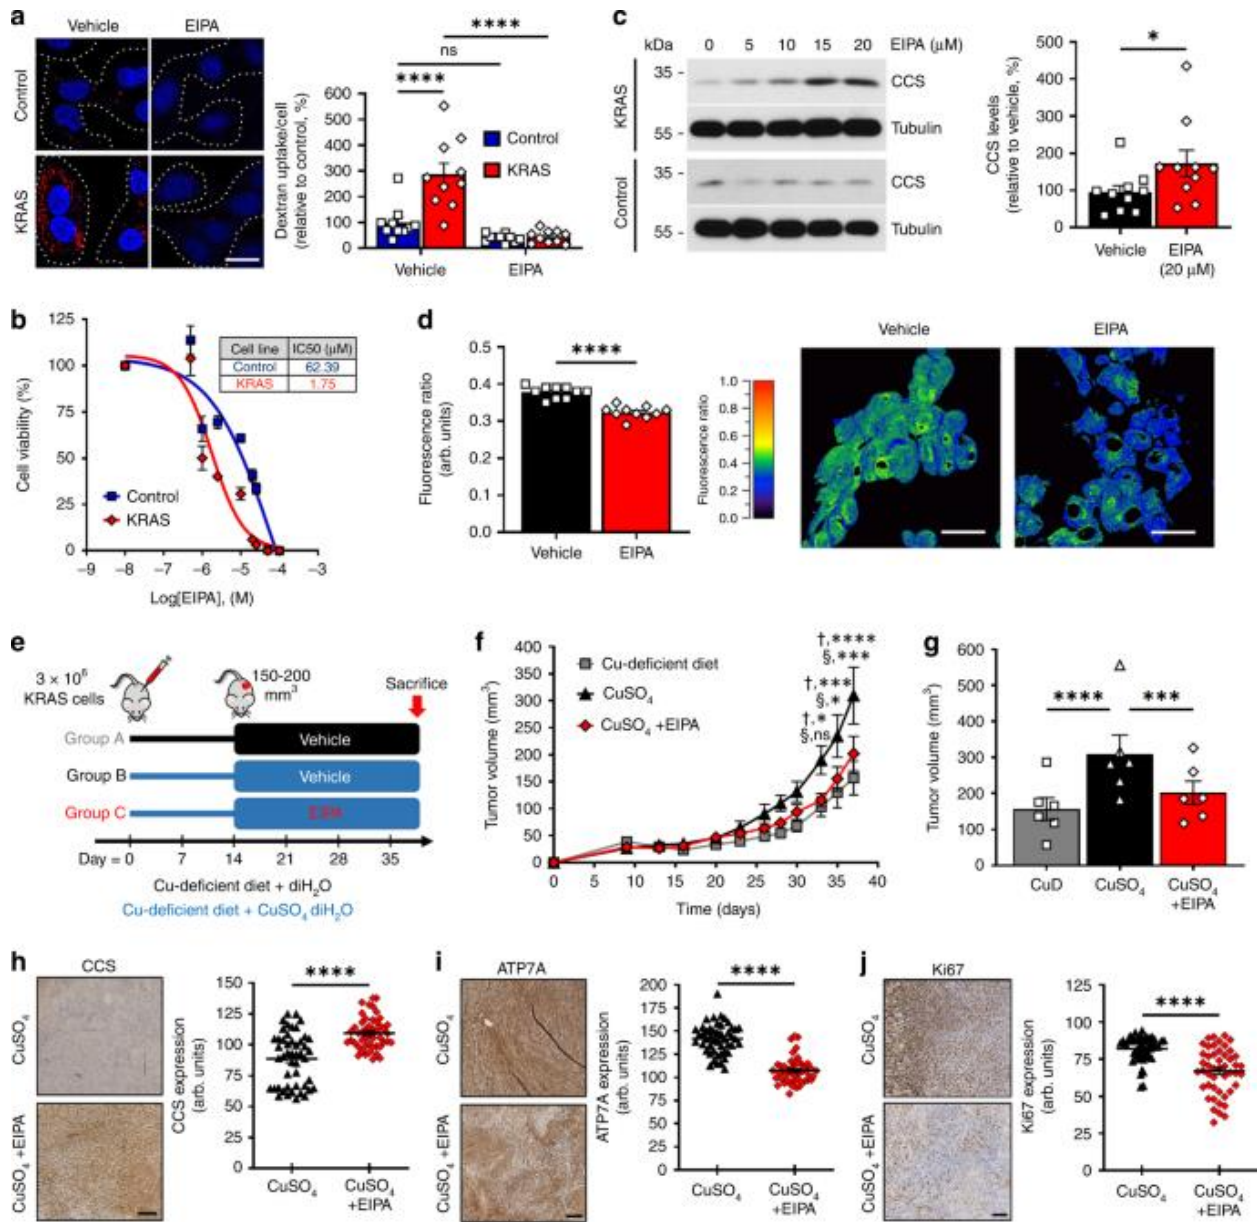 a
Vehicle
EIPA
Control
KRAS
Dextran uptake/cell
(relative to control, %)
600
500
400
300
200
100
0
****
ns
****
Control
KRAS
Vehicle
EIPA
c
kDa
0
5
10
15
20
EIPA (µM)
KRAS
35
CCS
55
Tubulin
Control
35
CCS
55
Tubulin
CCS levels
(relative to vehicle, %)
500
400
300
200
100
0
*
Vehicle
EIPA
(20 µM)
b
Cell viability (%)
125
100
75
50
25
0
Cell line
IC50 (µM)
Control
62.39
KRAS
1.75
Control
KRAS
–9
–8
–7
–6
–5
–4
–3
Log[EIPA], (M)
d
Fluorescence ratio
(arb. units)
0.5
0.4
0.3
0.2
0.1
0.0
****
Vehicle
EIPA
Fluorescence ratio
1.0
0.8
0.6
0.4
0.2
0.0
Vehicle
EIPA
e
3 × 10⁶
KRAS cells
150-200
mm³
Sacrifice
Group A
Vehicle
Group B
Vehicle
Group C
EIPA
Day = 0
7
14
21
28
35
Cu-deficient diet + diH₂O
Cu-deficient diet + CuSO₄ diH₂O
f
Tumor volume (mm³)
400
350
300
250
200
150
100
50
0
Cu-deficient diet
CuSO₄
CuSO₄ +EIPA
†,****
§,***
†,***
§,*
†,*
§,ns
0
5
10
15
20
25
30
35
40
Time (days)
g
Tumor volume (mm³)
600
500
400
300
200
100
0
****
***
CuD
CuSO₄
CuSO₄
+EIPA
h
CCS
CuSO₄
CuSO₄ +EIPA
CCS expression
(arb. units)
150
125
100
75
50
25
0
****
CuSO₄
CuSO₄
+EIPA
i
ATP7A
CuSO₄
CuSO₄ +EIPA
ATP7A expression
(arb. units)
200
175
150
125
100
75
50
25
0
****
CuSO₄
CuSO₄
+EIPA
j
Ki67
CuSO₄
CuSO₄ +EIPA
Ki67 expression
(arb. units)
125
100
75
50
25
0
****
CuSO₄
CuSO₄
+EIPA